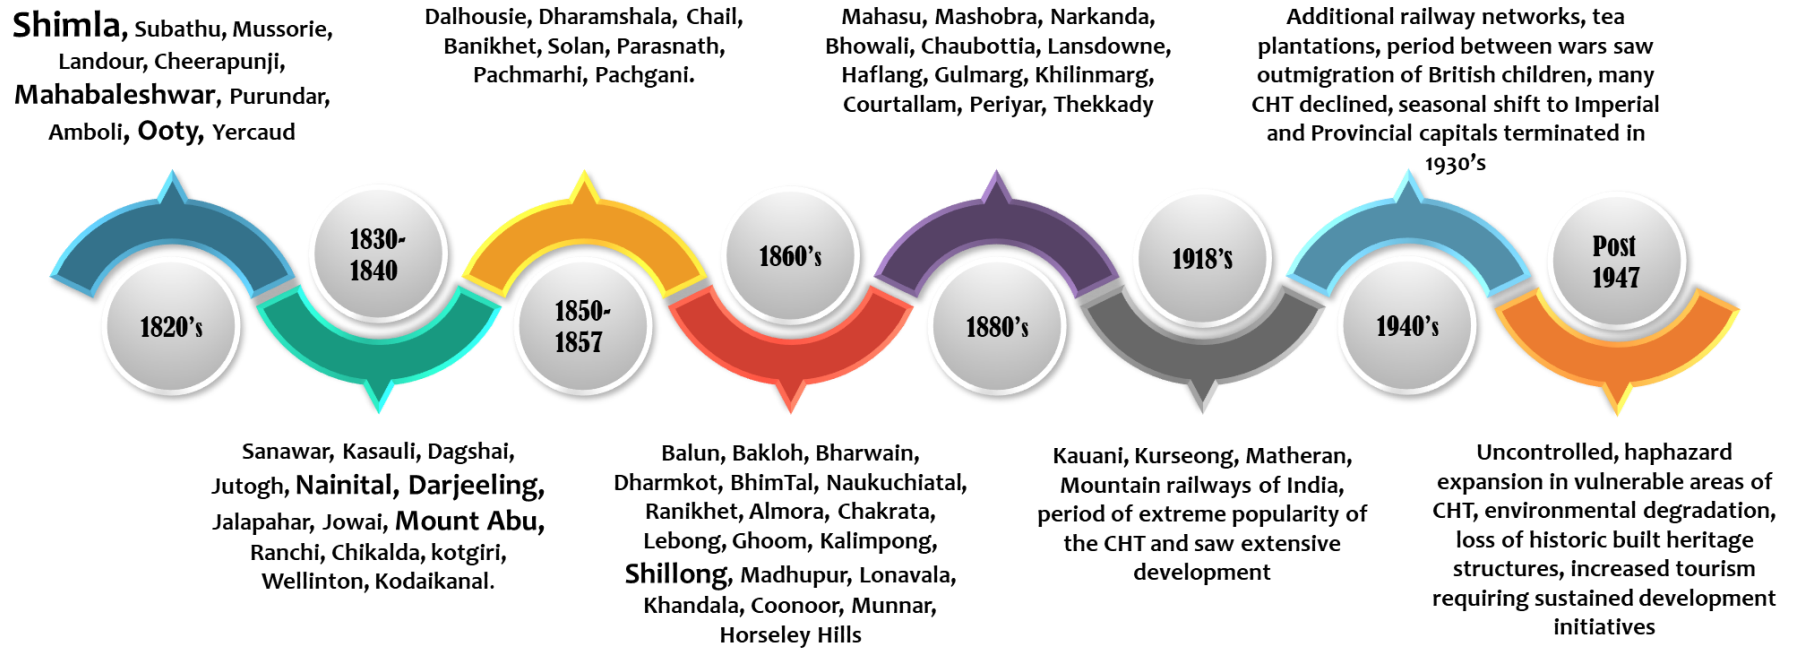 Shimla, Subathu, Mussorie,
Landour, Cheerapunji,
Mahabaleshwar, Purundar,
Amboli, Ooty, Yercaud
1820's
1830-
1840
Sanawar, Kasauli, Dagshai,
Jutogh, Nainital, Darjeeling,
Jalapahar, Jowai, Mount Abu,
Ranchi, Chikalda, kotgiri,
Wellinton, Kodaikanal.
Dalhousie, Dharamshala, Chail,
Banikhet, Solan, Parasnath,
Pachmarhi, Pachgani.
1850-
1857
1860's
Balun, Bakloh, Bharwain,
Dharmkot, BhimTal, Naukuchiatal,
Ranikhet, Almora, Chakrata,
Lebong, Ghoom, Kalimpong,
Shillong, Madhupur, Lonavala,
Khandala, Coonoor, Munnar,
Horseley Hills
Mahasu, Mashobra, Narkanda,
Bhowali, Chaubottia, Lansdowne,
Haflang, Gulmarg, Khilinmarg,
Courtallam, Periyar, Thekkady
1880's
1918's
Kauani, Kurseong, Matheran,
Mountain railways of India,
period of extreme popularity of
the CHT and saw extensive
development
Additional railway networks, tea
plantations, period between wars saw
outmigration of British children, many
CHT declined, seasonal shift to Imperial
and Provincial capitals terminated in
1930's
1940's
Post
1947
Uncontrolled, haphazard
expansion in vulnerable areas of
CHT, environmental degradation,
loss of historic built heritage
structures, increased tourism
requiring sustained development
initiatives